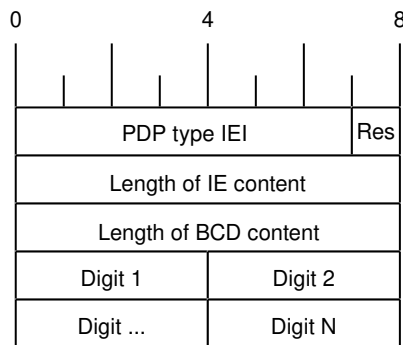 0 4 8
PDP type IEI Res
Length of IE content
Length of BCD content
Digit 1 Digit 2
Digit ... Digit N